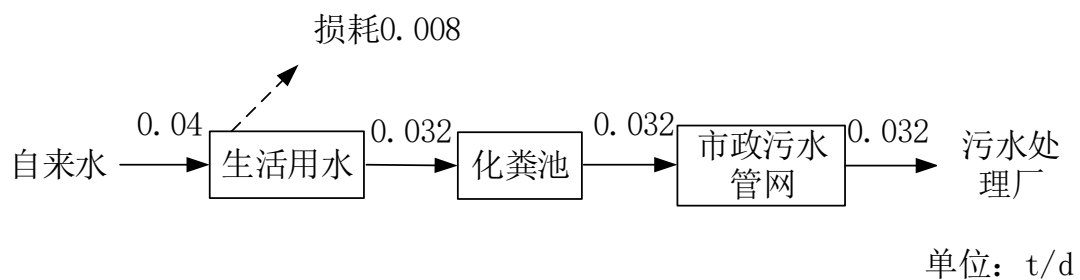 损耗0.008
0.04
0.032
0.032
0.032
自来水
生活用水
化粪池
市政污水
管网
污水处
理厂
单位：t/d